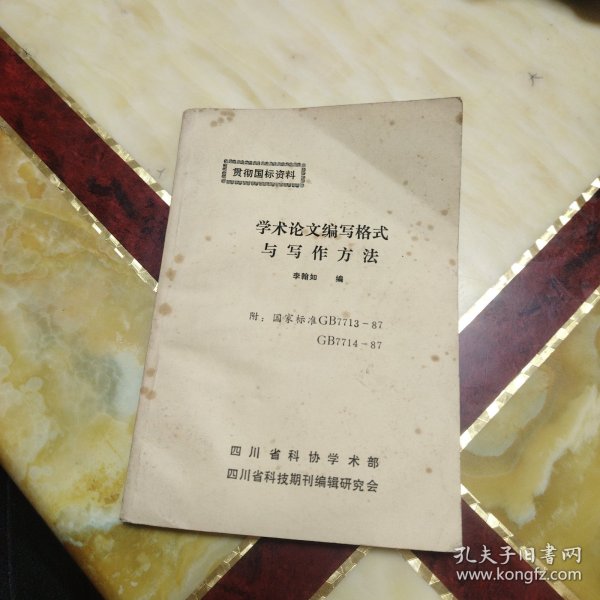 贯彻国标资料
学术论文编写格式
与写作方法
李翰如 编
附：国家标准GB7713-87
GB7714-87
四川省科协学术部
四川省科技期刊编辑研究会
孔夫子旧书网
www.kongfz.com